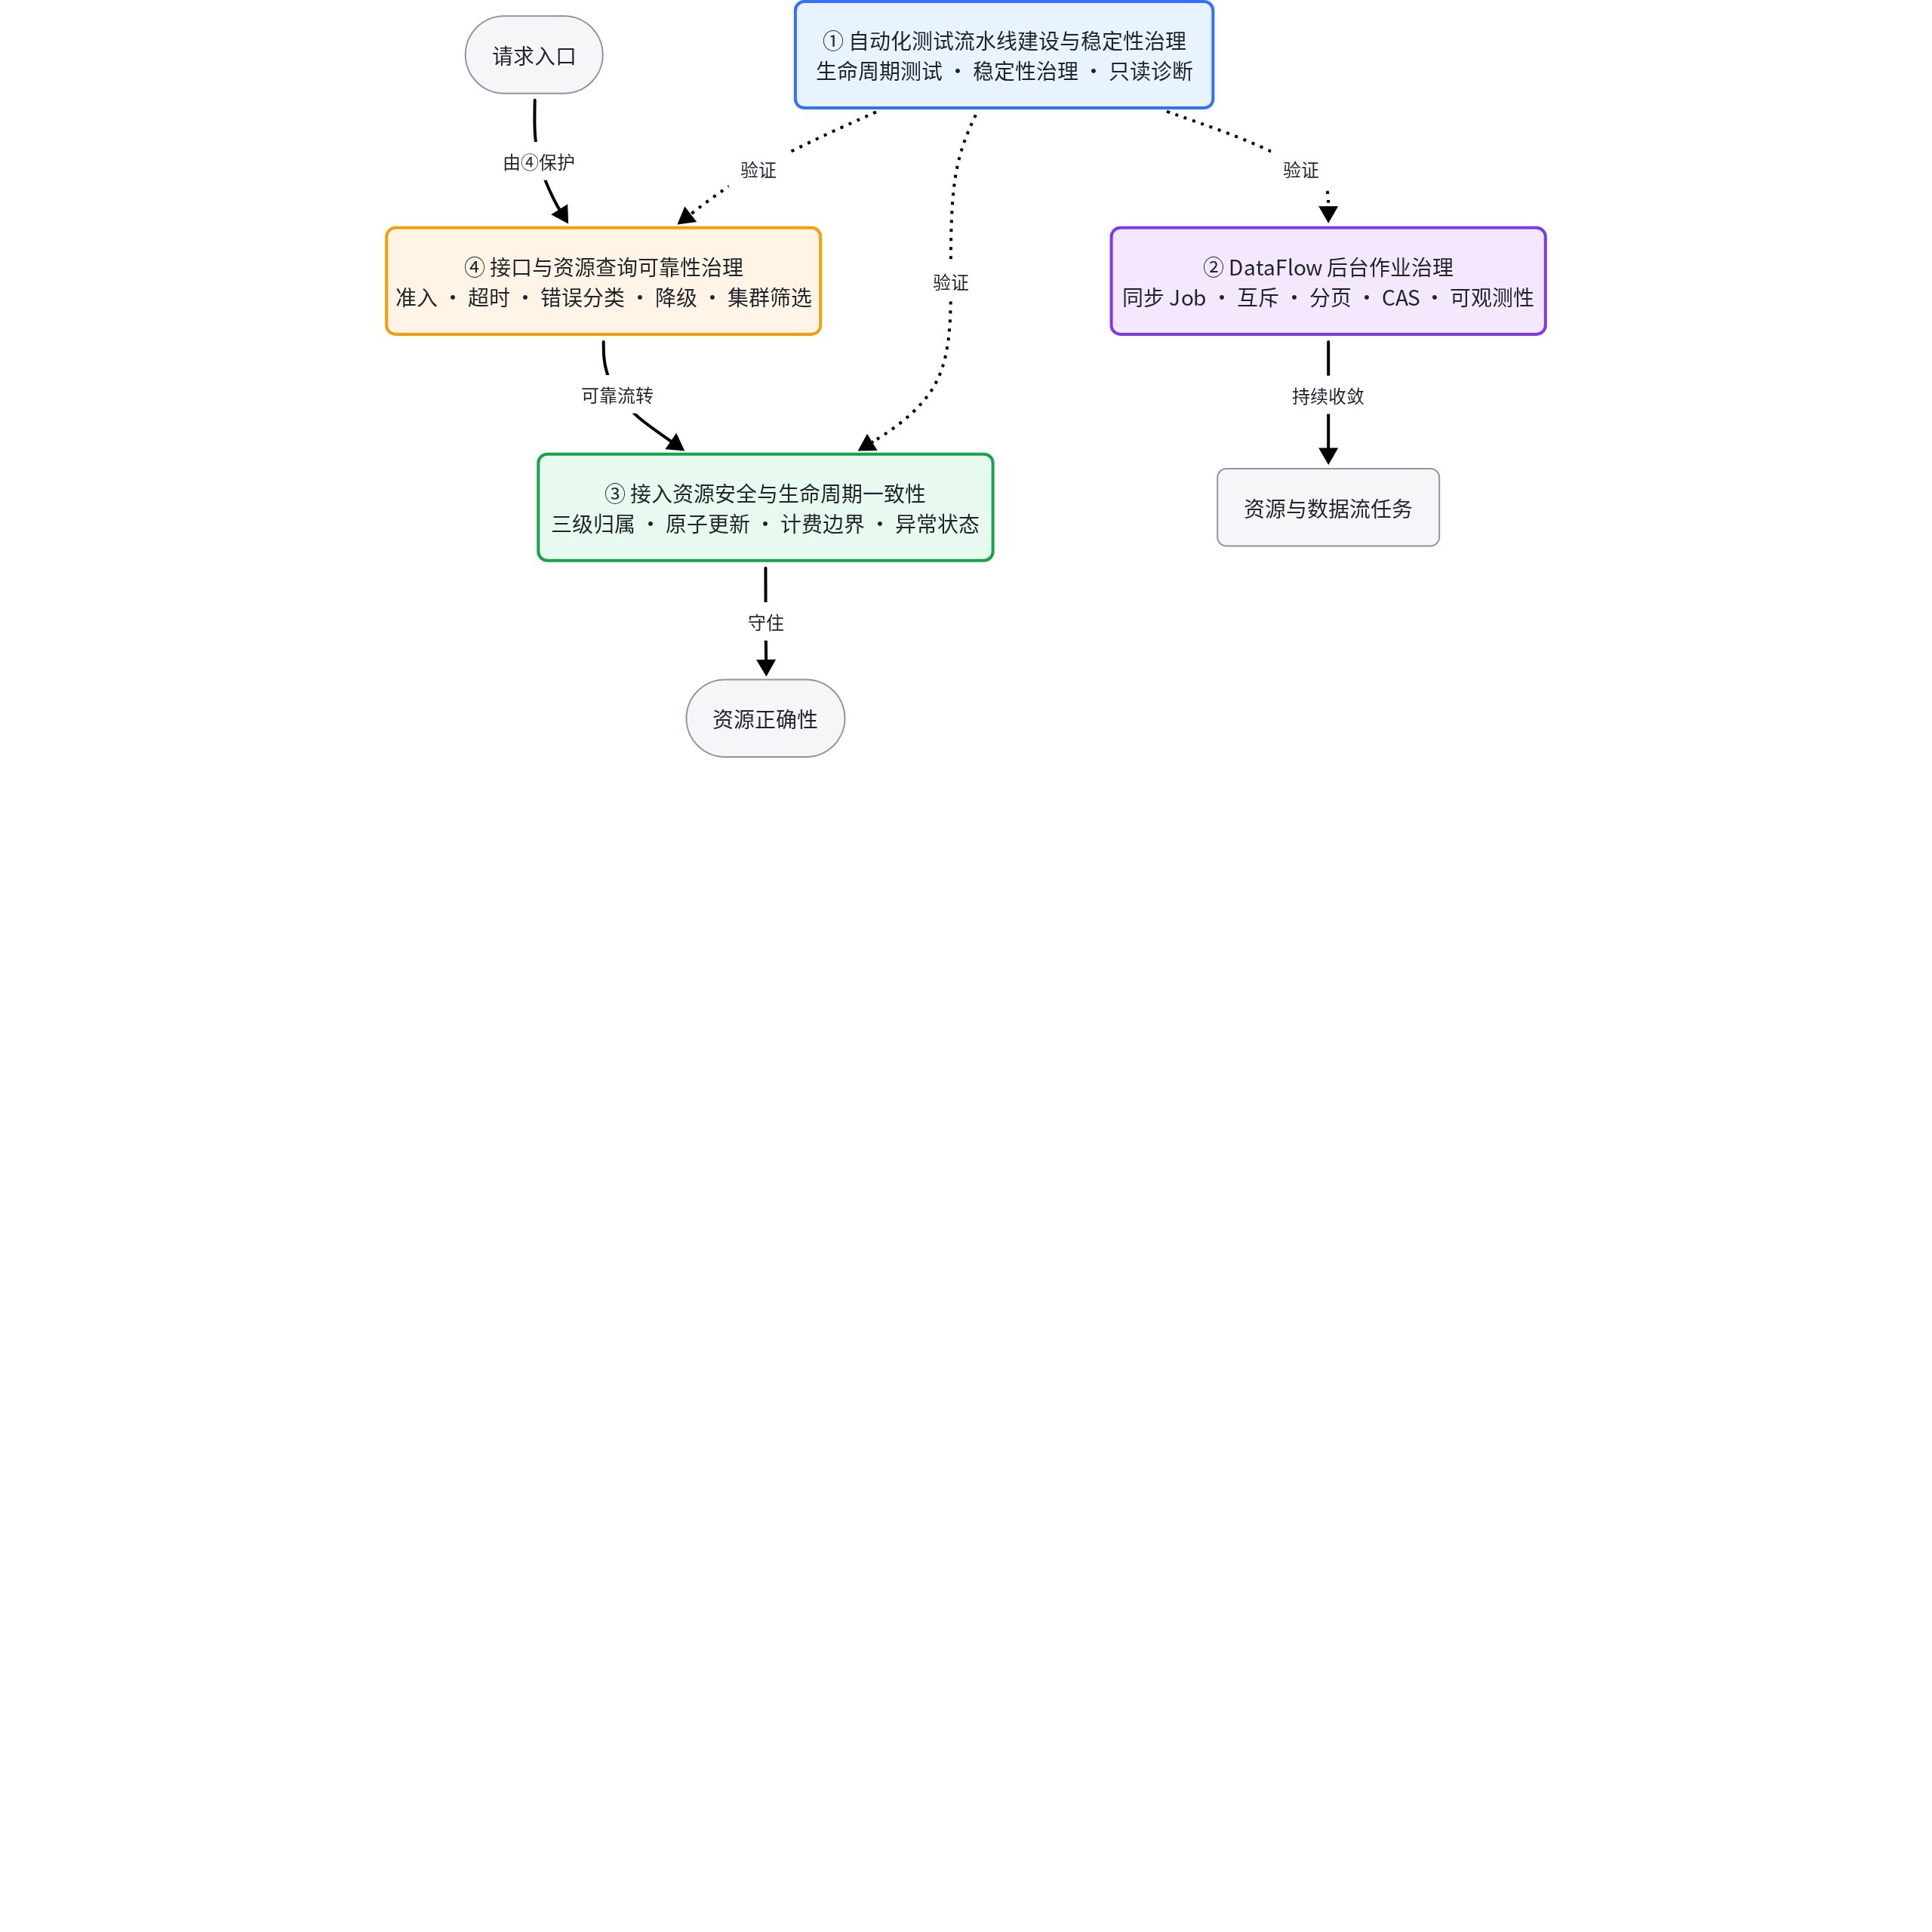 请求入口
① 自动化测试流水线建设与稳定性治理
生命周期测试 · 稳定性治理 · 只读诊断
由④保护
验证
验证
验证
④ 接口与资源查询可靠性治理
准入 · 超时 · 错误分类 · 降级 · 集群筛选
② DataFlow 后台作业治理
同步 Job · 互斥 · 分页 · CAS · 可观测性
可靠流转
持续收敛
③ 接入资源安全与生命周期一致性
三级归属 · 原子更新 · 计费边界 · 异常状态
资源与数据流任务
守住
资源正确性